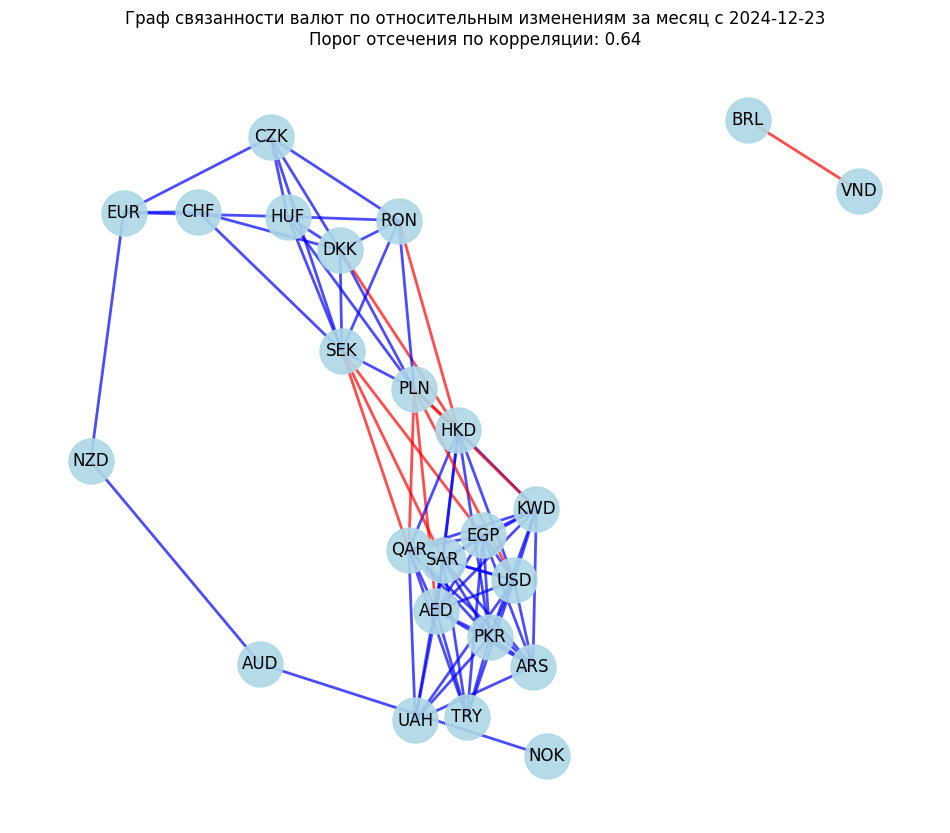 Граф связанности валют по относительным изменениям за месяц с 2024-12-23
Порог отсечения по корреляции: 0.64
BRL
CZK
VND
EUR
CHF
HUF
RON
DKK
SEK
PLN
HKD
NZD
KWD
EGP
QAR
SAR
USD
AED
PKR
AUD
ARS
UAH
TRY
NOK